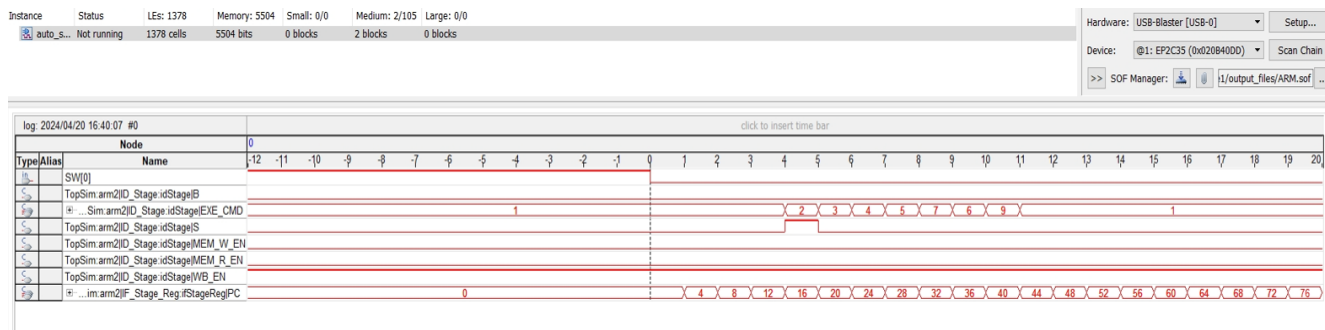 Instance Status LEs: 1378 Memory: 5504 Small: 0/0 Medium: 2/105 Large: 0/0
auto_s... Not running 1378 cells 5504 bits 0 blocks 2 blocks 0 blocks
Hardware: USB-Blaster [USB-0] Setup...
Device: @1: EP2C35 (0x020B40DD) Scan Chain
>> SOF Manager: 1/output_files/ARM.sof ...
log: 2024/04/20 16:40:07 #0 click to insert time bar
Node 0
Type Alias Name -12 -11 -10 -9 -8 -7 -6 -5 -4 -3 -2 -1 0 1 2 3 4 5 6 7 8 9 10 11 12 13 14 15 16 17 18 19 20
SW[0]
TopSim:arm2|ID_Stage:idStage|B
...Sim:arm2|ID_Stage:idStage|EXE_CMD 1 2 3 4 5 7 6 9 1
TopSim:arm2|ID_Stage:idStage|S
TopSim:arm2|ID_Stage:idStage|MEM_W_EN
TopSim:arm2|ID_Stage:idStage|MEM_R_EN
TopSim:arm2|ID_Stage:idStage|WB_EN
...im:arm2|IF_Stage_Reg:ifStageReg|PC 0 4 8 12 16 20 24 28 32 36 40 44 48 52 56 60 64 68 72 76